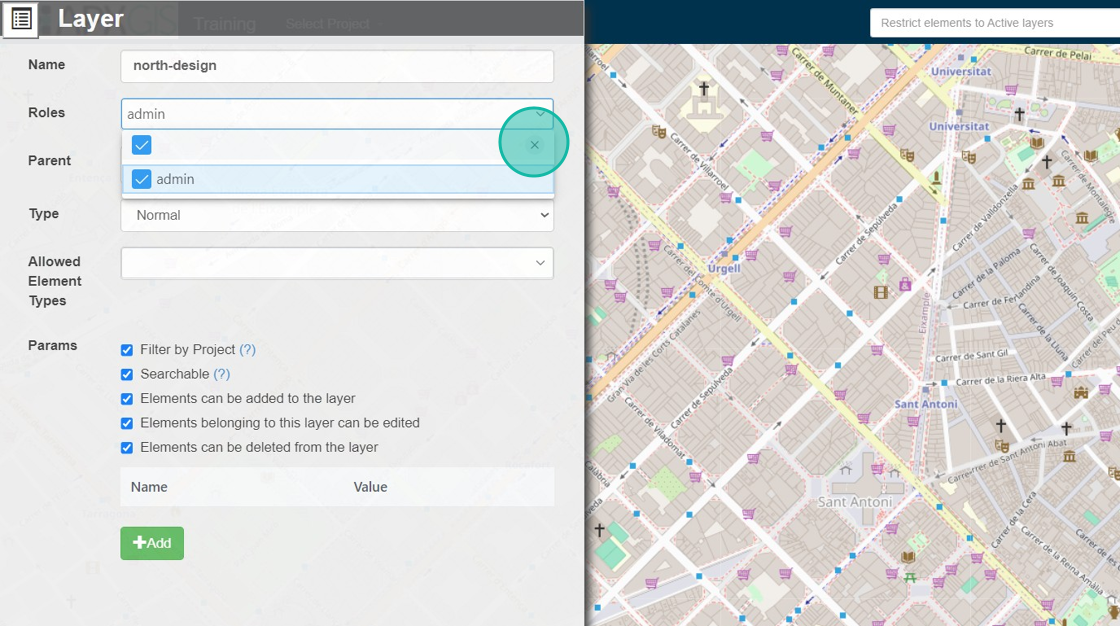 Layer
Training
Select Project
Restrict elements to Active layers
Name
north-design
Roles
admin
admin
Parent
Type
Normal
Allowed
Element
Types
Params
Filter by Project (?)
Searchable (?)
Elements can be added to the layer
Elements belonging to this layer can be edited
Elements can be deleted from the layer
Name
Value
Add
Carrer de Pelai
Universitat
Carrer de Muntaner
Universitat
Carrer de Villarroel
Carrer de Valldonzella
Carrer de Montalegre
Carrer de Sepúlveda
Carrer de la Paloma
Carrer de Joaquín Costa
Carrer del Comte d'Urgell
Urgell
Carrer de Ferlandina
Carrer de la Lluna
Eixample
Gran Via de les Corts Catalanes
Carrer de Sant Gil
Carrer de la Riera Alta
Carrer de Sepúlveda
Sant Antoni
Carrer de Viladomat
Carrer de Sant Antoni Abat
Calàbria
Sant Antoni
Carrer de la Cera
Carrer de la Reina Amàlia